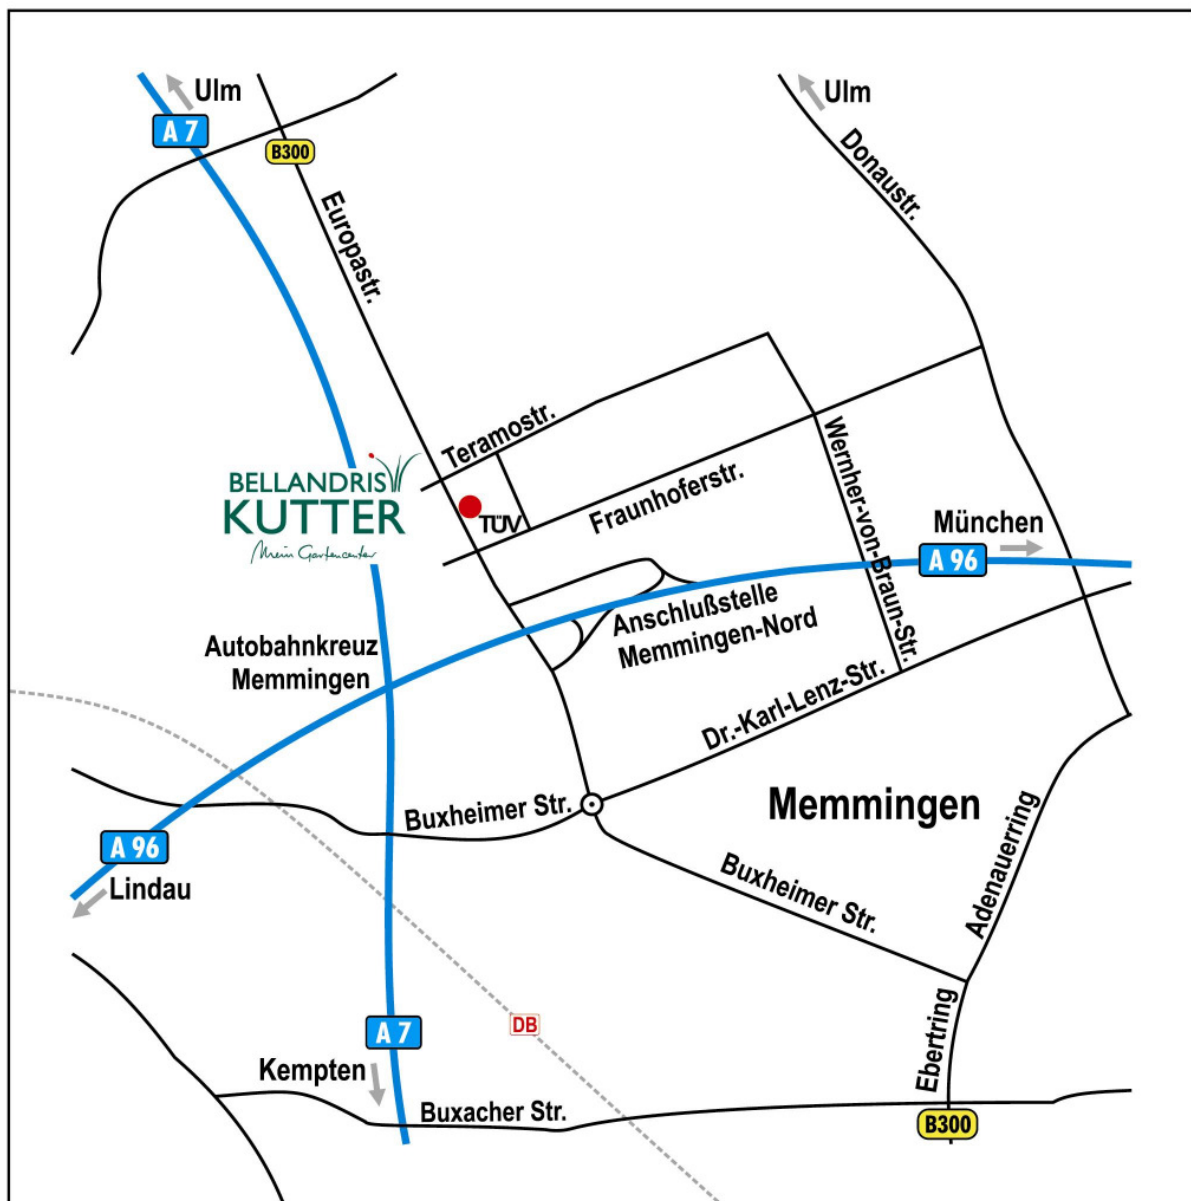 Ulm
Ulm
A 7
B300
Donaustr.
Europastr.
Teramostr.
Wernher-von-Braun-Str.
BELLANDRIS
KUTTER
Mein Gartencenter
Fraunhoferstr.
TÜV
München
A 96
Anschlußstelle
Memmingen-Nord
Autobahnkreuz
Memmingen
Dr.-Karl-Lenz-Str.
Buxheimer Str.
Memmingen
A 96
Lindau
Buxheimer Str.
Adenauerring
DB
A 7
Ebertring
Kempten
Buxacher Str.
B300